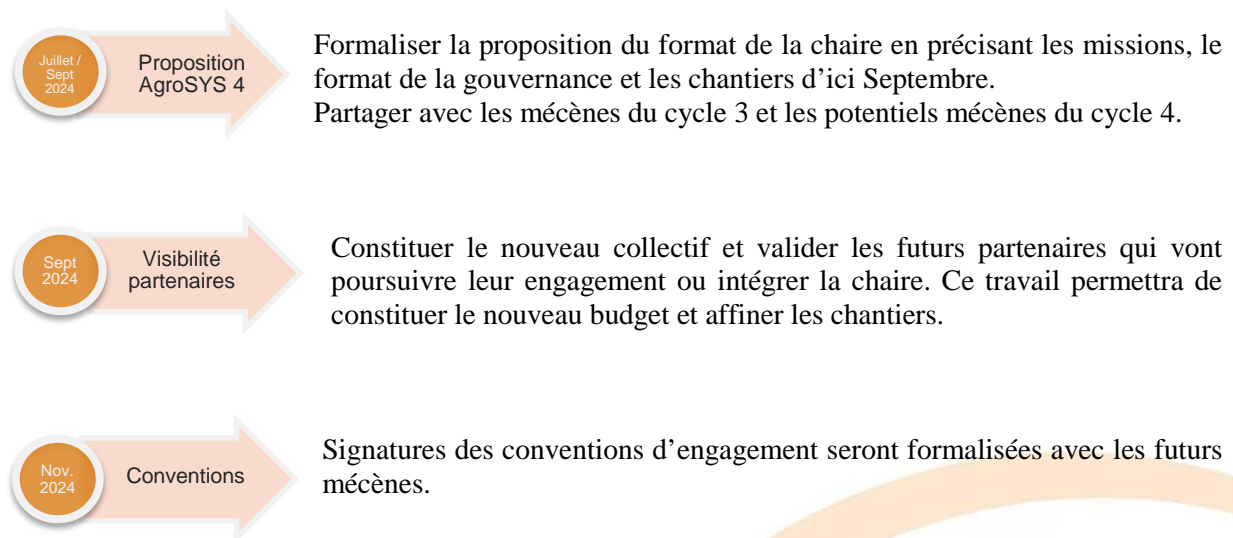 Juillet /
Sept
2024
Proposition
AgroSYS 4
Formaliser la proposition du format de la chaire en précisant les missions, le
format de la gouvernance et les chantiers d’ici Septembre.
Partager avec les mécènes du cycle 3 et les potentiels mécènes du cycle 4.
Sept
2024
Visibilité
partenaires
Constituer le nouveau collectif et valider les futurs partenaires qui vont
poursuivre leur engagement ou intégrer la chaire. Ce travail permettra de
constituer le nouveau budget et affiner les chantiers.
Nov.
2024
Conventions
Signatures des conventions d’engagement seront formalisées avec les futurs
mécènes.